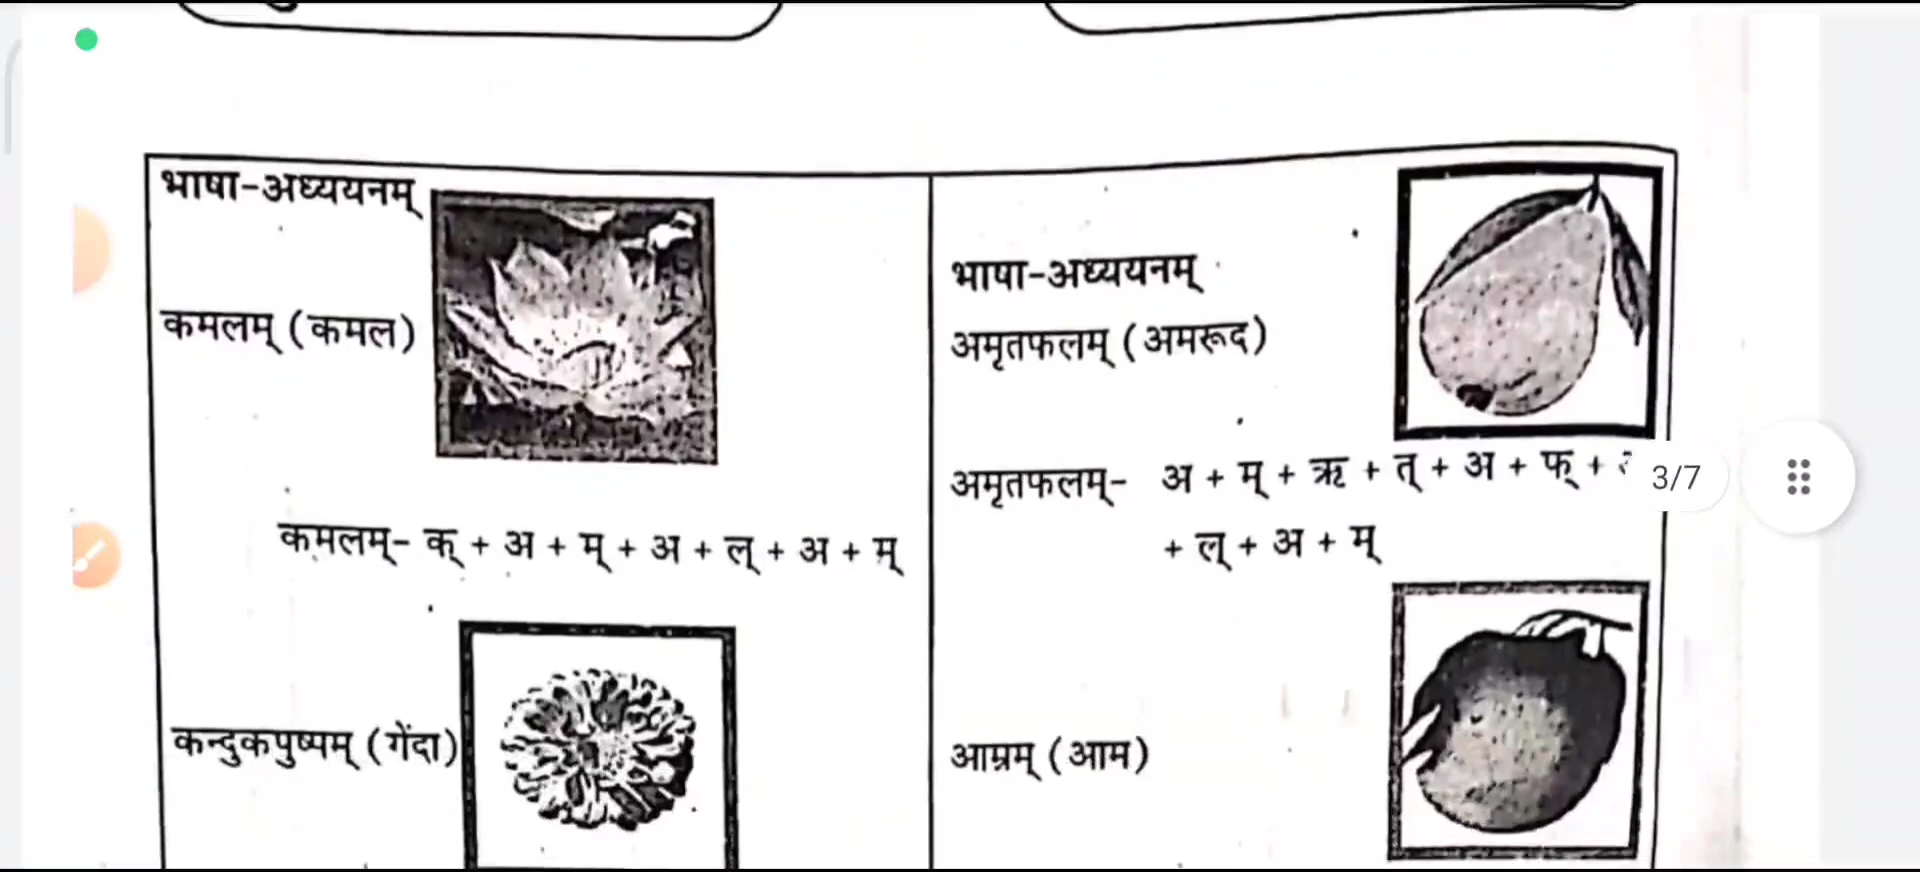 भाषा-अध्ययनम्
कमलम् (कमल)
कमलम्- क् + अ + म् + अ + ल् + अ + म्
कन्दुकपुष्पम् (गेंदा)
भाषा-अध्ययनम्
अमृतफलम् (अमरूद)
अमृतफलम्- अ + म् + ऋ + त् + अ + फ् +
+ ल् + अ + म्
आम्रम् (आम)
3/7